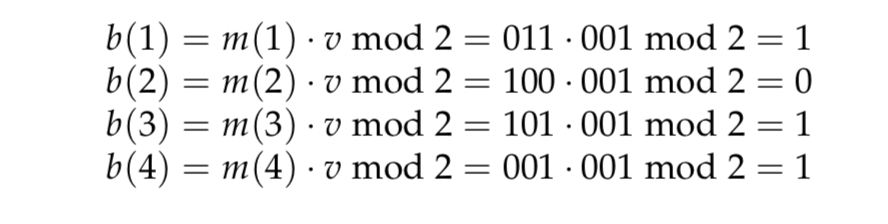 b(1) = m(1) · v mod 2 = 011 · 001 mod 2 = 1
b(2) = m(2) · v mod 2 = 100 · 001 mod 2 = 0
b(3) = m(3) · v mod 2 = 101 · 001 mod 2 = 1
b(4) = m(4) · v mod 2 = 001 · 001 mod 2 = 1